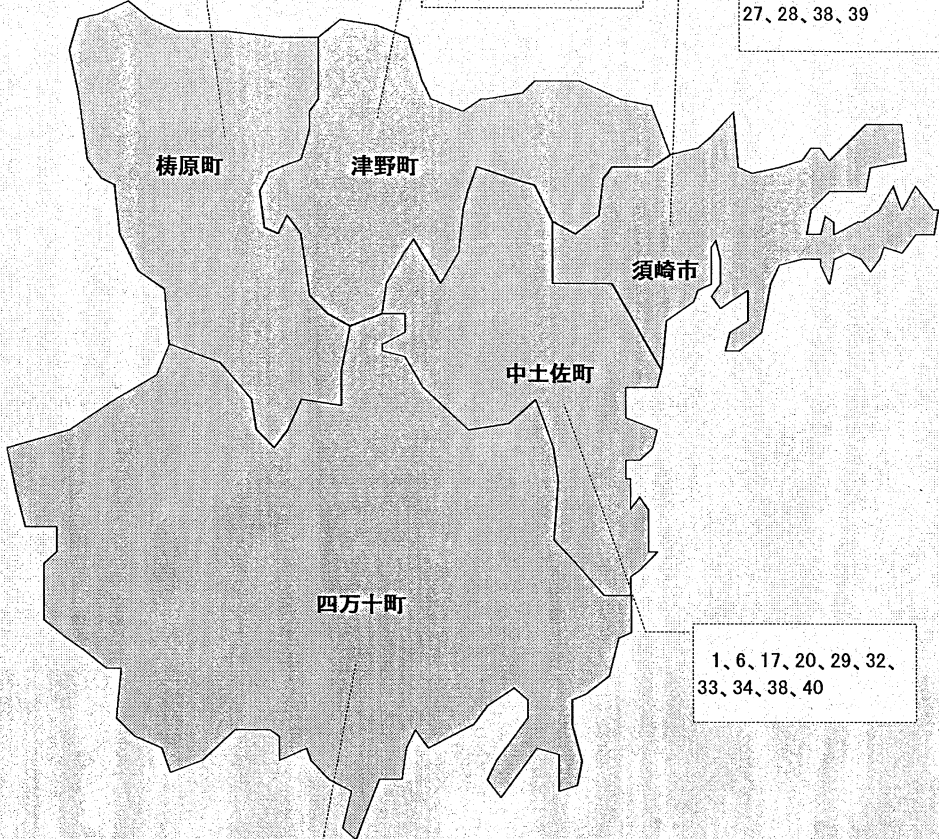 27、28、38、39
梼原町
津野町
須崎市
中土佐町
四万十町
1、6、17、20、29、32、
33、34、38、40